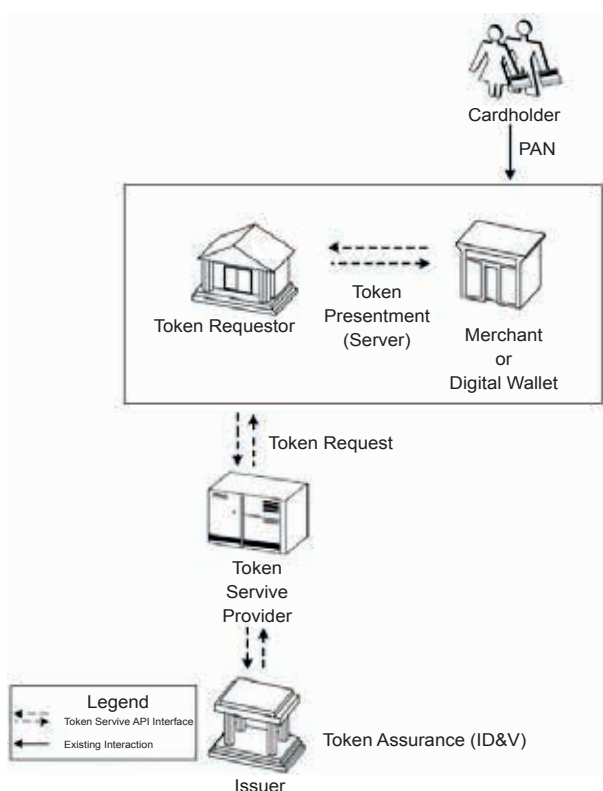 Cardholder
PAN
Token Requestor
Token
Presentment
(Server)
Merchant
or
Digital Wallet
Token Request
Token
Servive
Provider
Legend
Token Servive API Interface
Existing Interaction
Token Assurance (ID&V)
Issuer